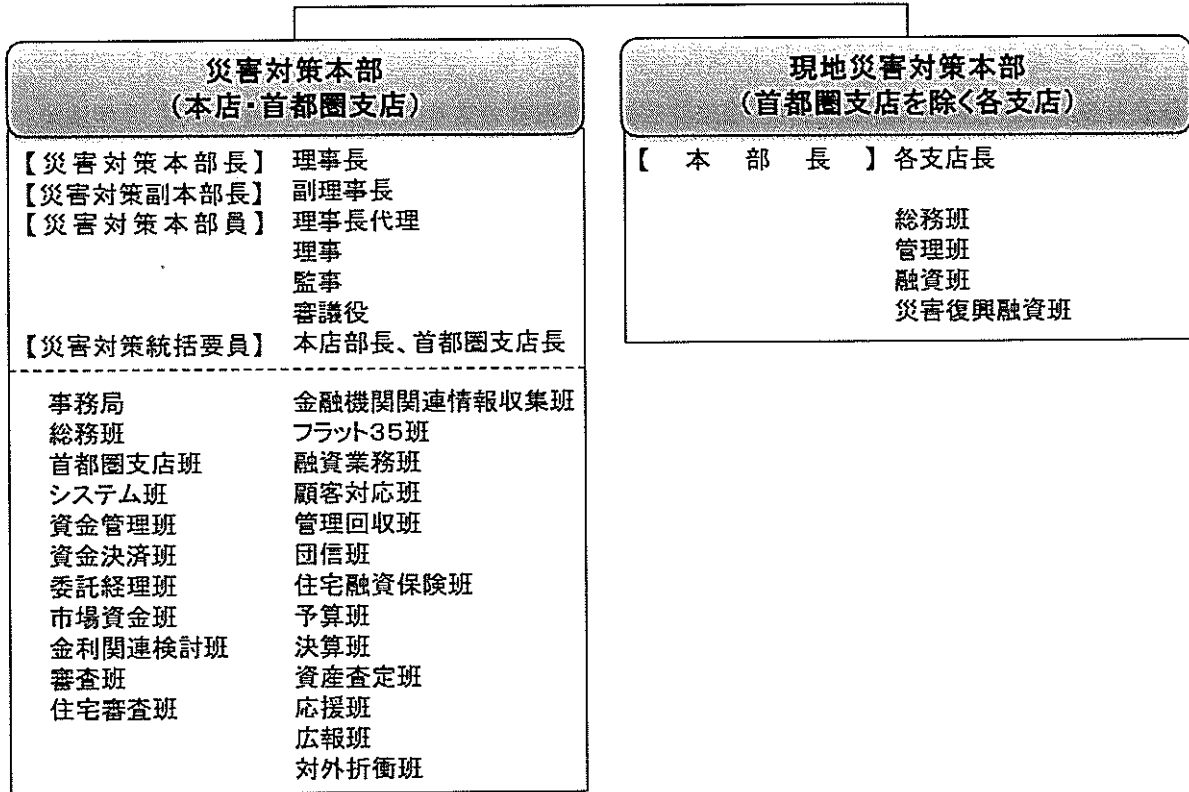 災害対策本部
（本店・首都圏支店）
【災害対策本部長】 理事長
【災害対策副本部長】 副理事長
【災害対策本部員】 理事長代理
理事
監事
審議役
【災害対策統括要員】 本店部長、首都圏支店長
事務局 金融機関関連情報収集班
総務班 フラット35班
首都圏支店班 融資業務班
システム班 顧客対応班
資金管理班 管理回収班
資金決済班 団信班
委託経理班 住宅融資保険班
市場資金班 予算班
金利関連検討班 決算班
審査班 資産査定班
住宅審査班 応援班
広報班
対外折衝班
現地災害対策本部
（首都圏支店を除く各支店）
【本部長】 各支店長
総務班
管理班
融資班
災害復興融資班